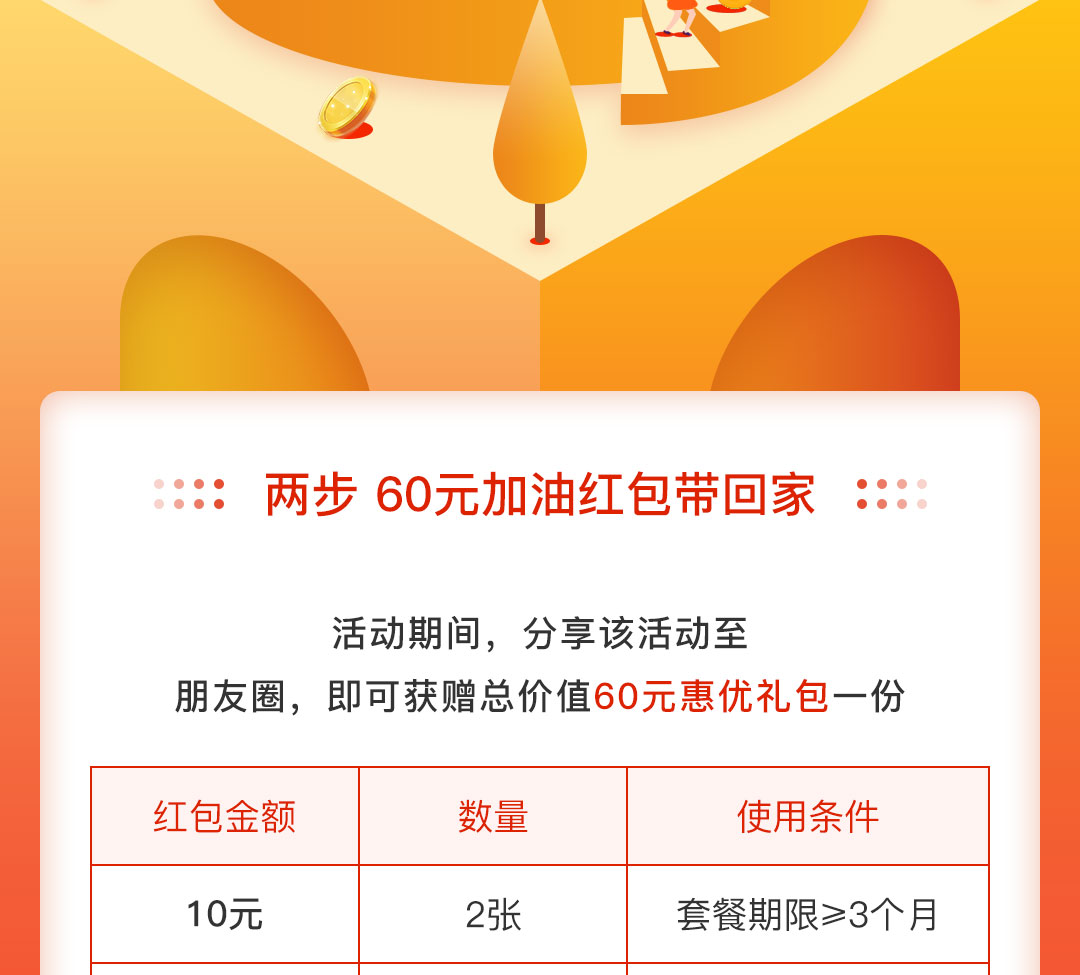 两步 60元加油红包带回家
活动期间，分享该活动至
朋友圈，即可获赠总价值60元惠优礼包一份
红包金额 数量 使用条件
10元 2张 套餐期限≥3个月